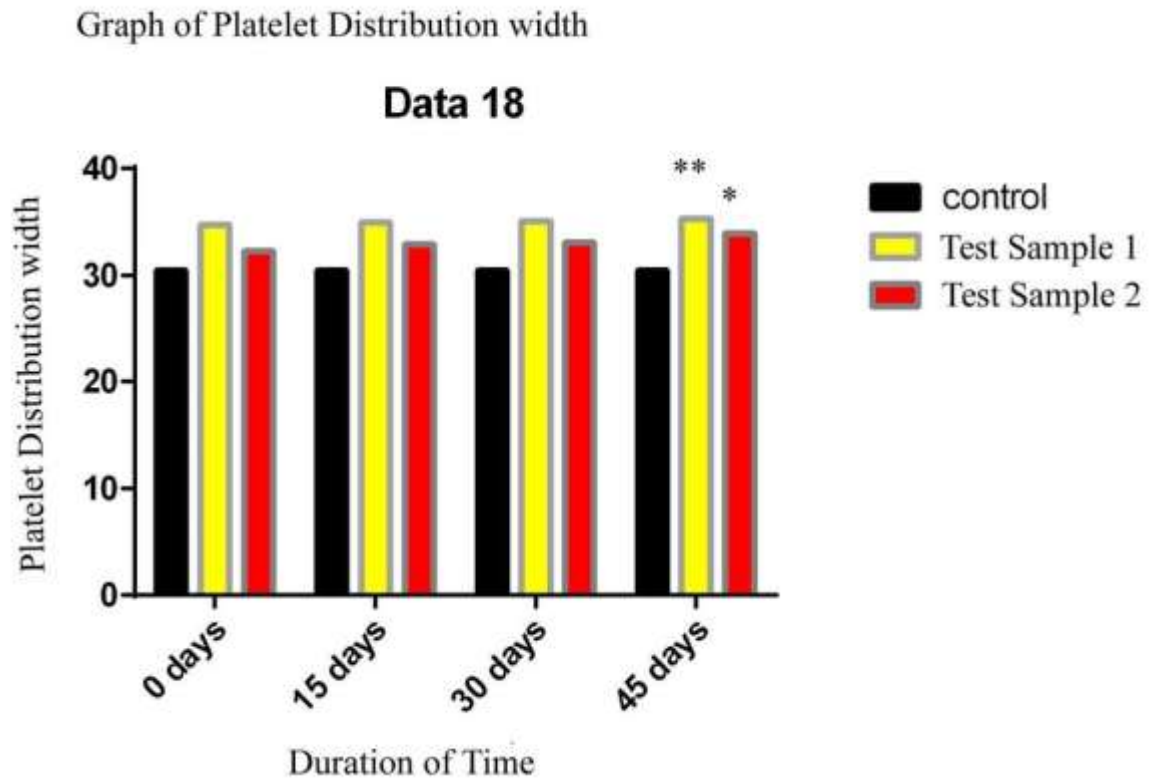 Graph of Platelet Distribution width
Data 18
Platelet Distribution width
40
30
20
10
0
**
*
control
Test Sample 1
Test Sample 2
0 days
15 days
30 days
45 days
Duration of Time